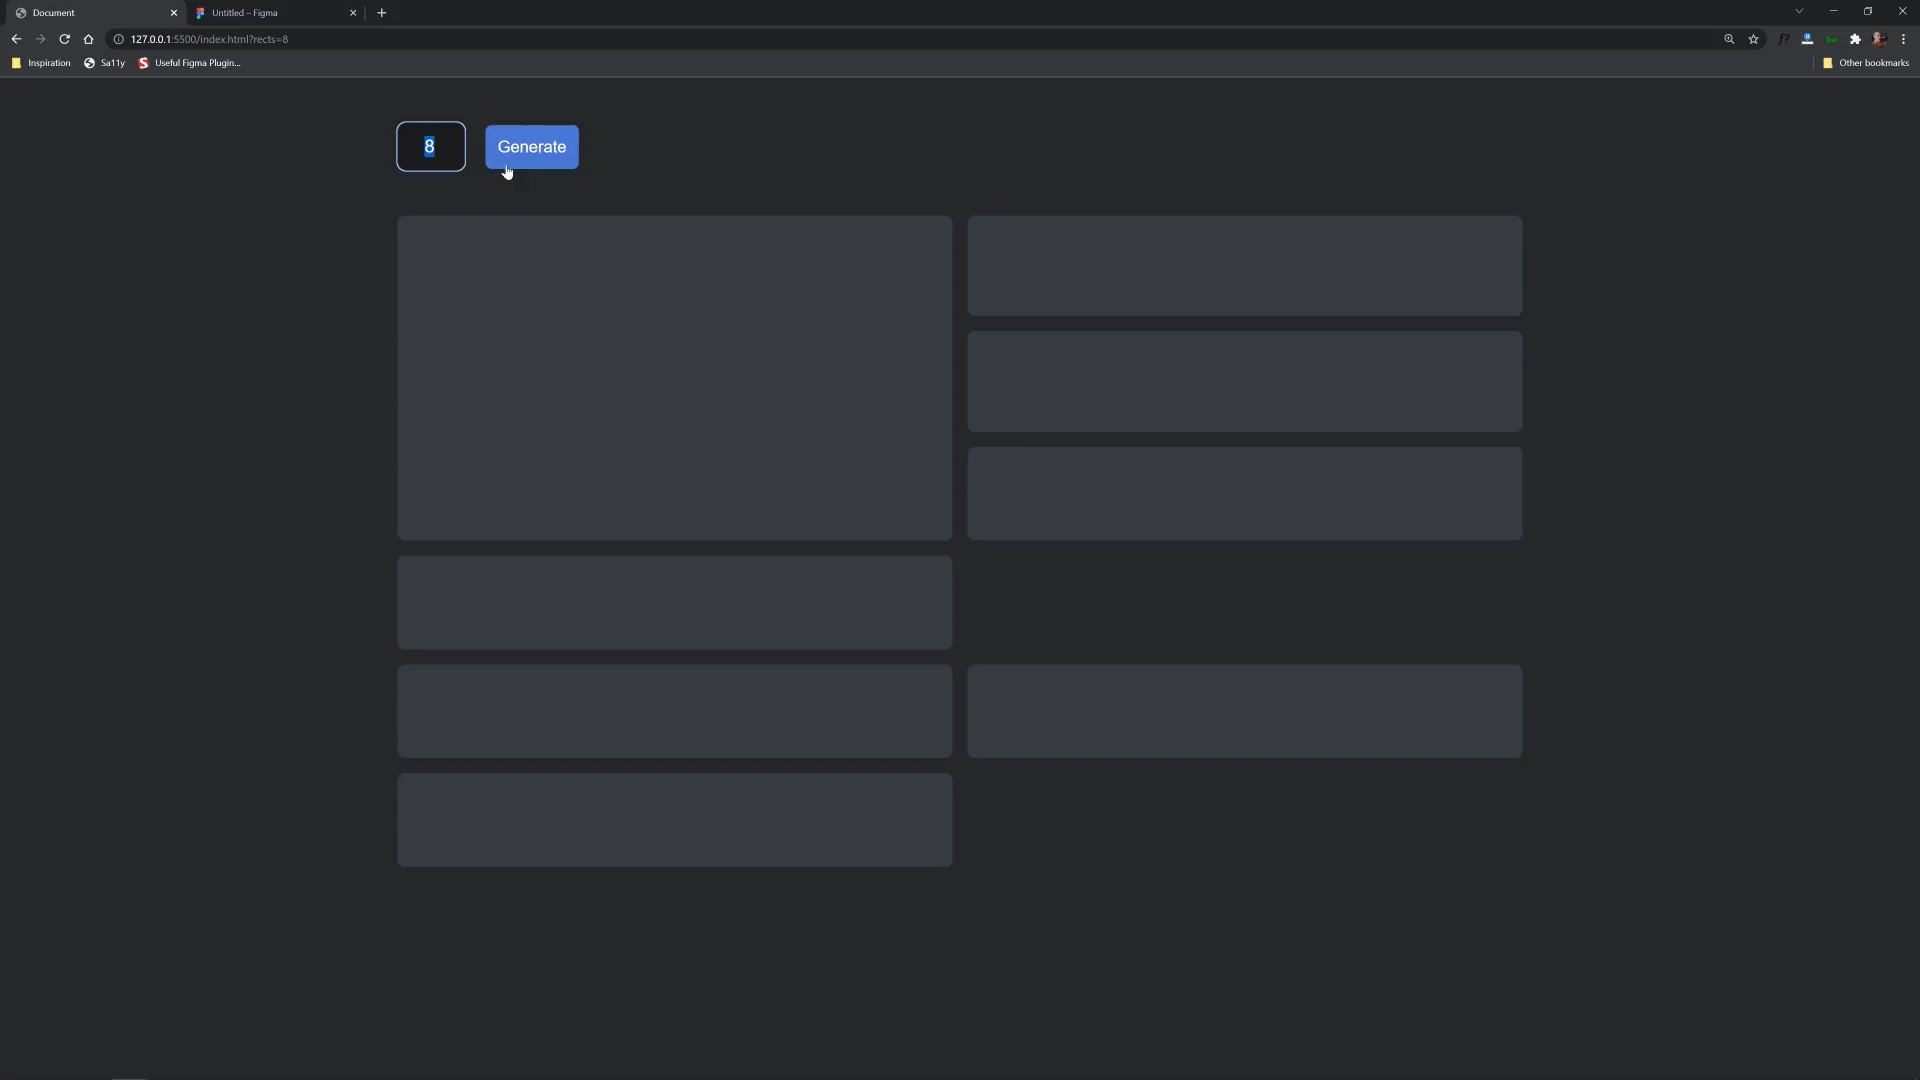 Document
Untitled – Figma
127.0.0.1:5500/index.html?rects=8
f?
Inspiration
Sa11y
S Useful Figma Plugin...
Other bookmarks
8
Generate